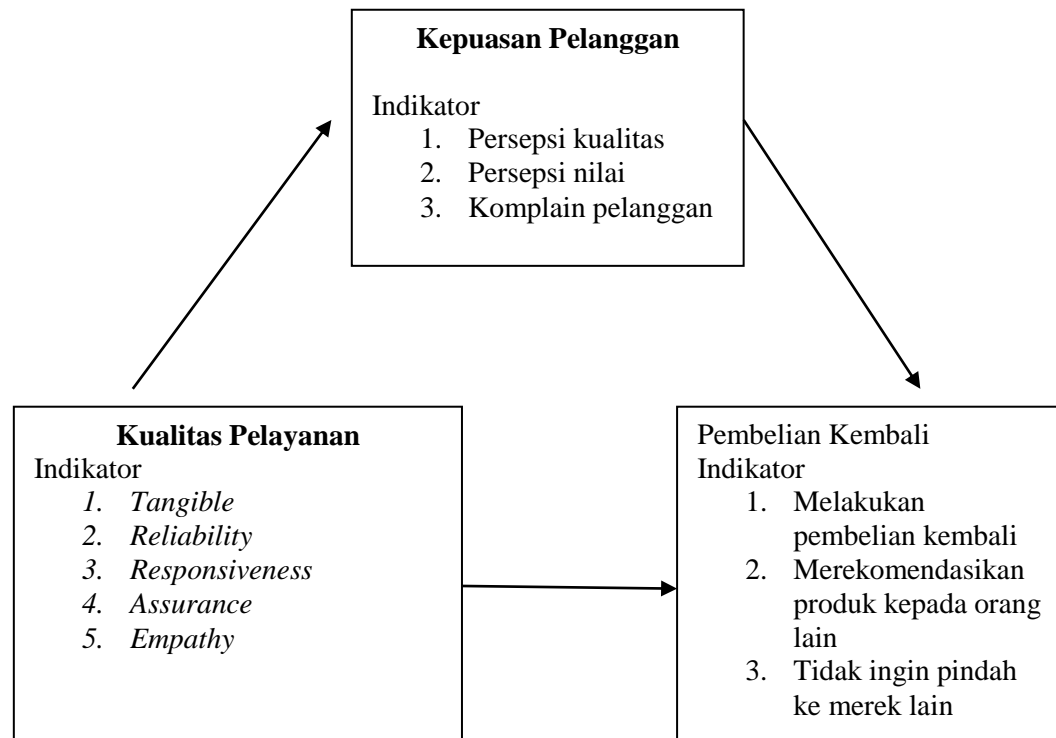 Kepuasan Pelanggan
Indikator
1. Persepsi kualitas
2. Persepsi nilai
3. Komplain pelanggan
Kualitas Pelayanan
Indikator
1. Tangible
2. Reliability
3. Responsiveness
4. Assurance
5. Empathy
Pembelian Kembali
Indikator
1. Melakukan
pembelian kembali
2. Merekomendasikan
produk kepada orang
lain
3. Tidak ingin pindah
ke merek lain